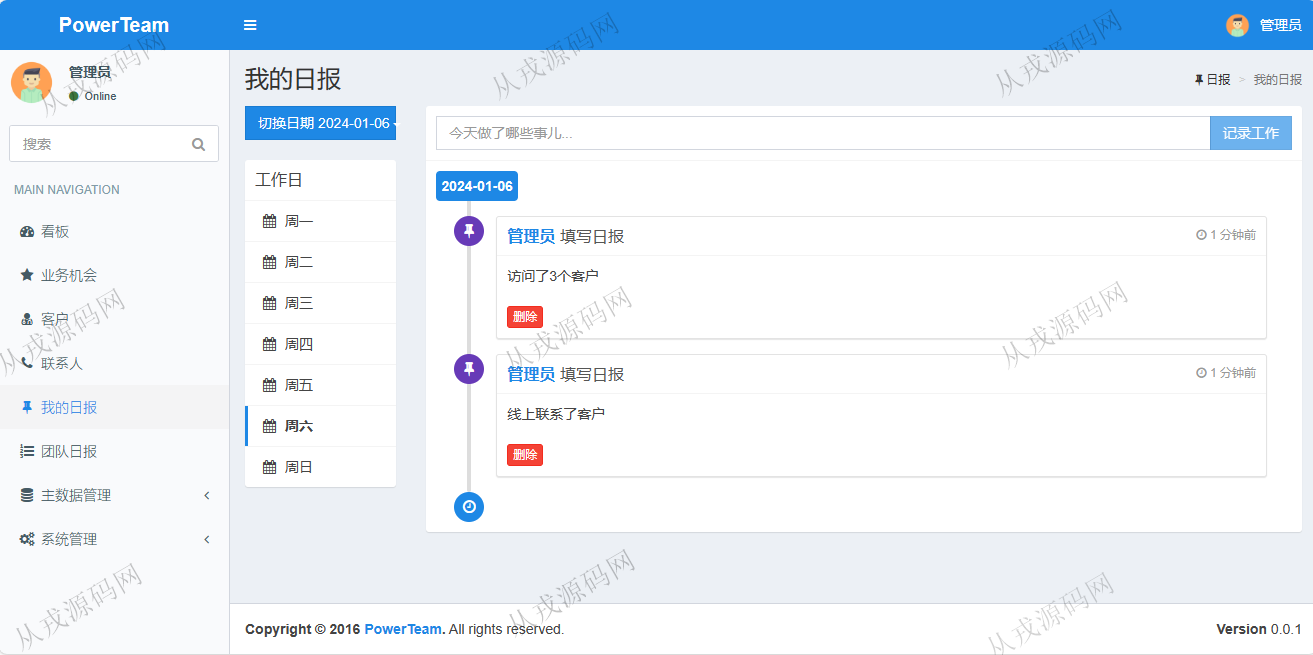 PowerTeam
管理员
管理员
Online
搜索
MAIN NAVIGATION
看板
业务机会
客户
联系人
我的日报
团队日报
主数据管理
系统管理
我的日报
日报 > 我的日报
切换日期 2024-01-06
工作日
周一
周二
周三
周四
周五
周六
周日
今天做了哪些事儿...
记录工作
2024-01-06
管理员 填写日报
1 分钟前
访问了3个客户
删除
管理员 填写日报
1 分钟前
线上联系了客户
删除
Copyright © 2016 PowerTeam. All rights reserved.
Version 0.0.1
从戎源码网
从戎源码网
从戎源码网
从戎源码网
从戎源码网
从戎源码网
从戎源码网
从戎源码网
从戎源码网